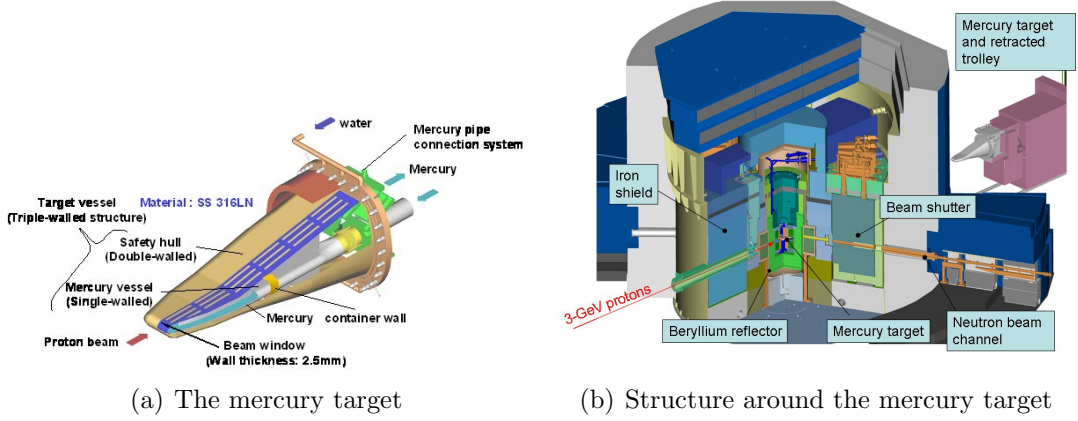 water
Mercury pipe
connection system
Mercury
Target vessel
(Triple-walled structure)
Material : SS 316LN
Safety hull
(Double-walled)
Mercury vessel
(Single-walled)
Mercury
container wall
Proton beam
Beam window
(Wall thickness: 2.5mm)
(a) The mercury target
Mercury target
and retracted
trolley
Iron
shield
Beam shutter
3-GeV protons
Beryllium reflector
Mercury target
Neutron beam
channel
(b) Structure around the mercury target